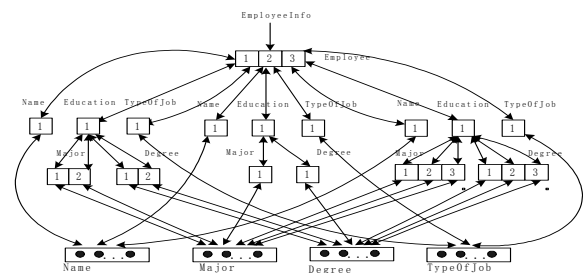 EmployeeInfo
1 2 3 Employee
Name Education TypeOfJob Name Education TypeOfJob Name Education TypeOfJob
1 1 1 1 1 1 1 1 1
Major Degree Major Degree Major Degree
1 2 1 2 1 1 1 2 3 1 2 3
... ... ... ...
Name Major Degree TypeOfJob